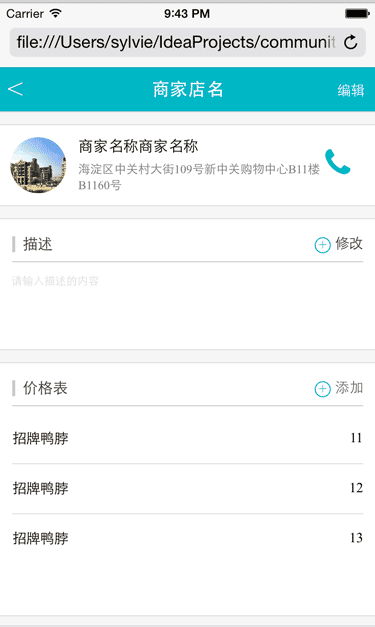 Carrier 9:43 PM
file:///Users/sylvie/IdeaProjects/communit
< 商家店名 编辑
商家名称商家名称
海淀区中关村大街109号新中关购物中心B11楼
B1160号
描述 修改
请输入描述的内容
价格表 添加
招牌鸭脖 11
招牌鸭脖 12
招牌鸭脖 13